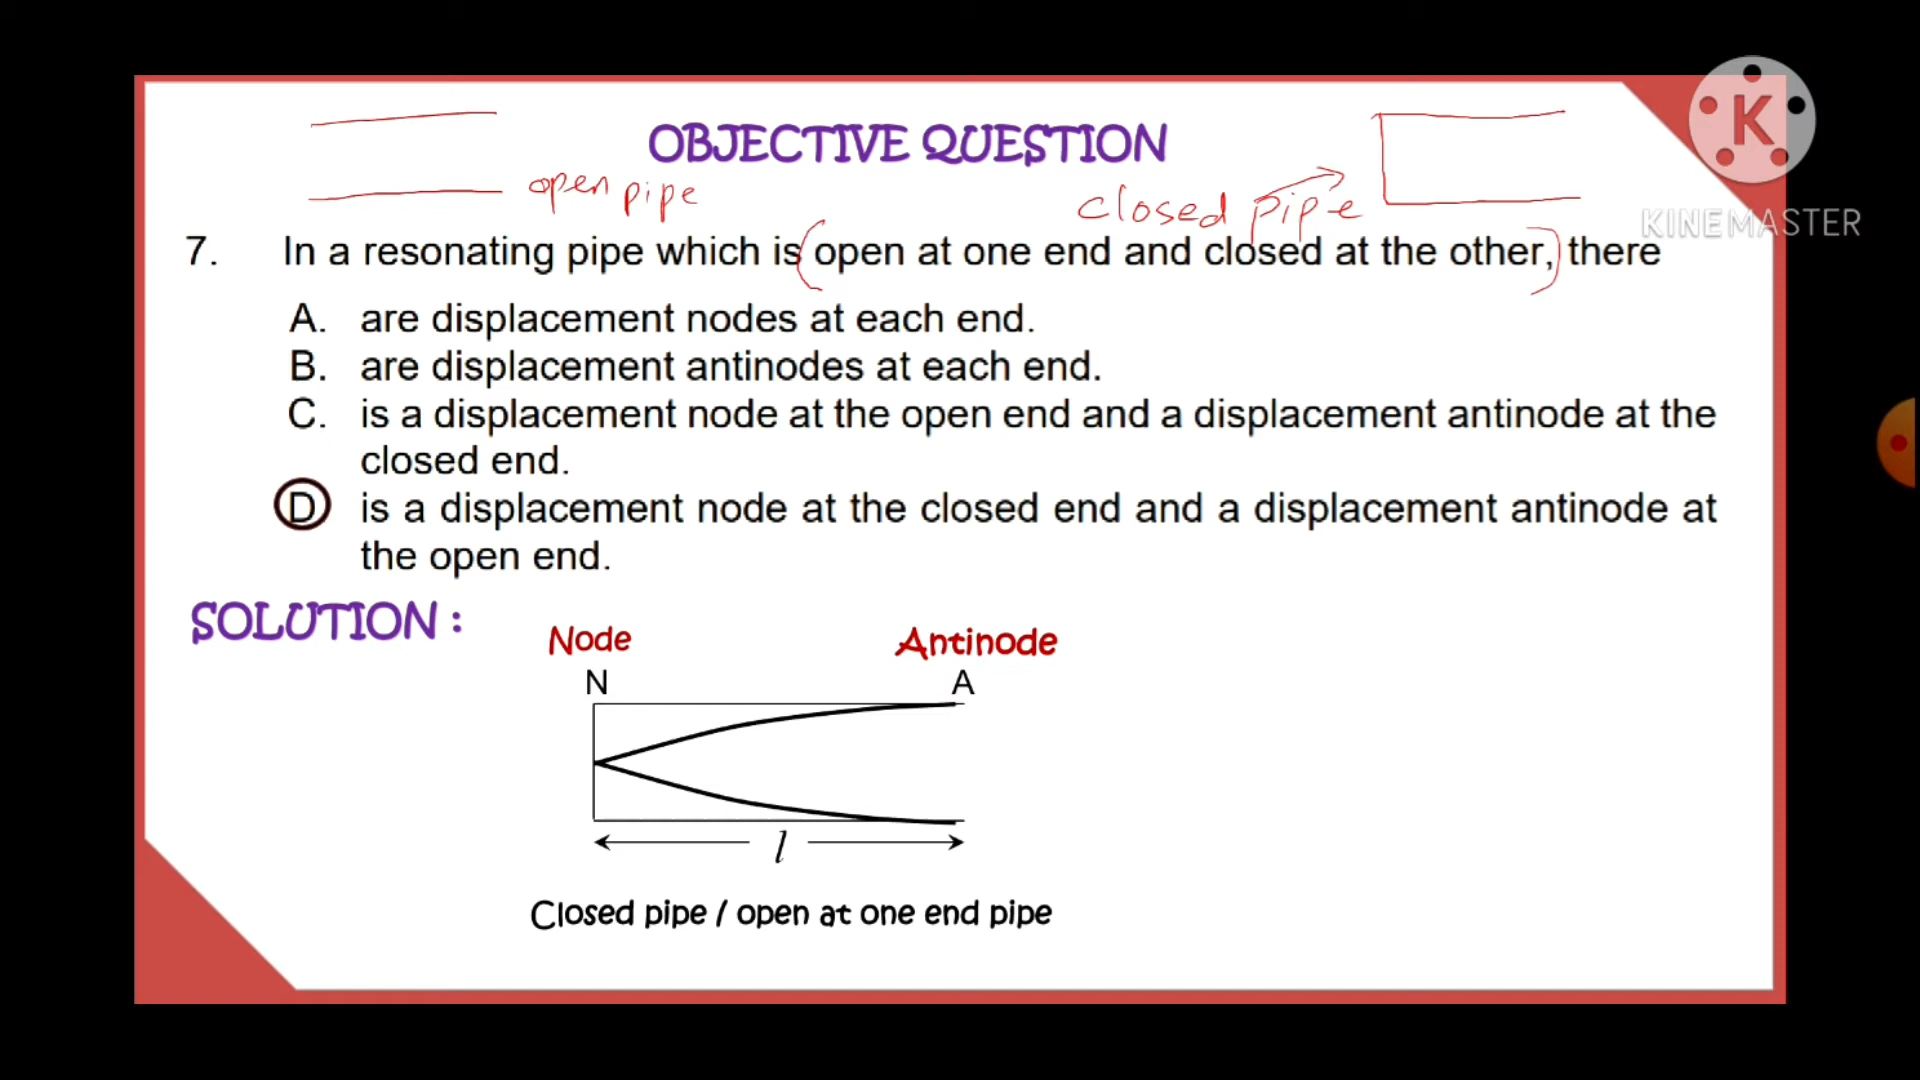 OBJECTIVE QUESTION
K
KINEMASTER
open pipe
closed pipe
7. In a resonating pipe which is (open at one end and closed at the other,) there
A. are displacement nodes at each end.
B. are displacement antinodes at each end.
C. is a displacement node at the open end and a displacement antinode at the
closed end.
D is a displacement node at the closed end and a displacement antinode at
the open end.
SOLUTION :
Node
Antinode
N
A
l
Closed pipe / open at one end pipe